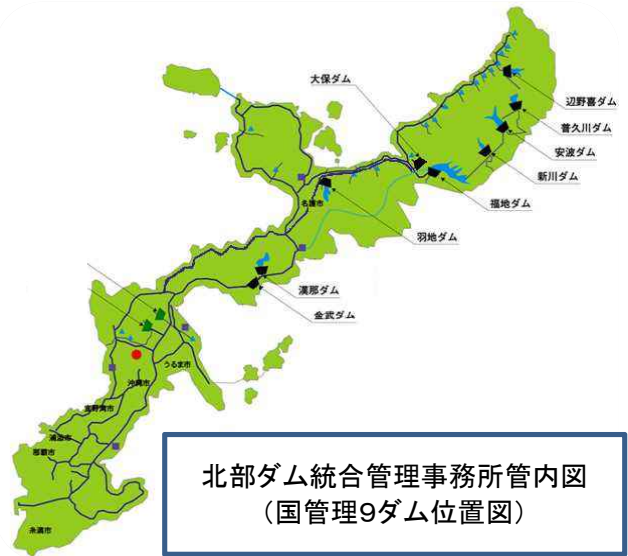 大保ダム
辺野喜ダム
普久川ダム
安波ダム
新川ダム
福地ダム
名護市
羽地ダム
漢那ダム
金武ダム
うるま市
沖縄市
宜野湾市
浦添市
那覇市
糸満市
北部ダム統合管理事務所管内図
(国管理9ダム位置図)